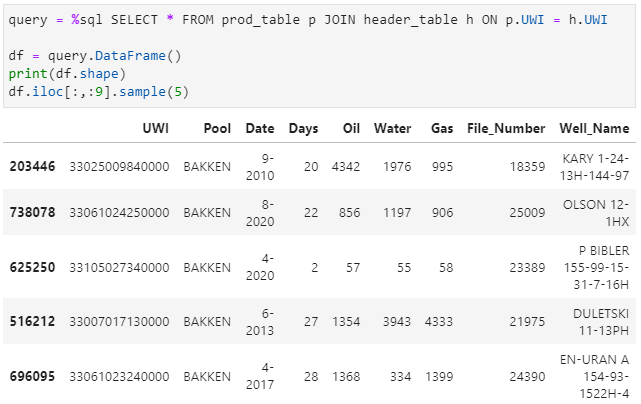 query = %sql SELECT * FROM prod_table p JOIN header_table h ON p.UWI = h.UWI
df = query.DataFrame()
print(df.shape)
df.iloc[:,:9].sample(5)
UWI Pool Date Days Oil Water Gas File_Number Well_Name
203446 33025009840000 BAKKEN 9-2010 20 4342 1976 995 18359 KARY 1-24-13H-144-97
738078 33061024250000 BAKKEN 8-2020 22 856 1197 906 25009 OLSON 12-1HX
625250 33105027340000 BAKKEN 4-2020 2 57 55 58 23389 P BIBLER 155-99-15-31-7-16H
516212 33007017130000 BAKKEN 6-2013 27 1354 3943 4333 21975 DULETSKI 11-13PH
696095 33061023240000 BAKKEN 4-2017 28 1368 334 1399 24390 EN-URAN A 154-93-1522H-4